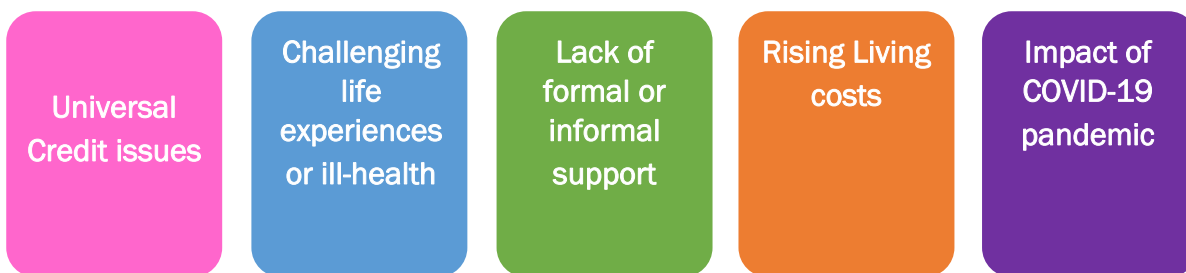 Universal
Credit issues
Challenging
life
experiences
or ill-health
Lack of
formal or
informal
support
Rising Living
costs
Impact of
COVID-19
pandemic